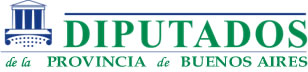 DIPUTADOS
de la PROVINCIA de BUENOS AIRES